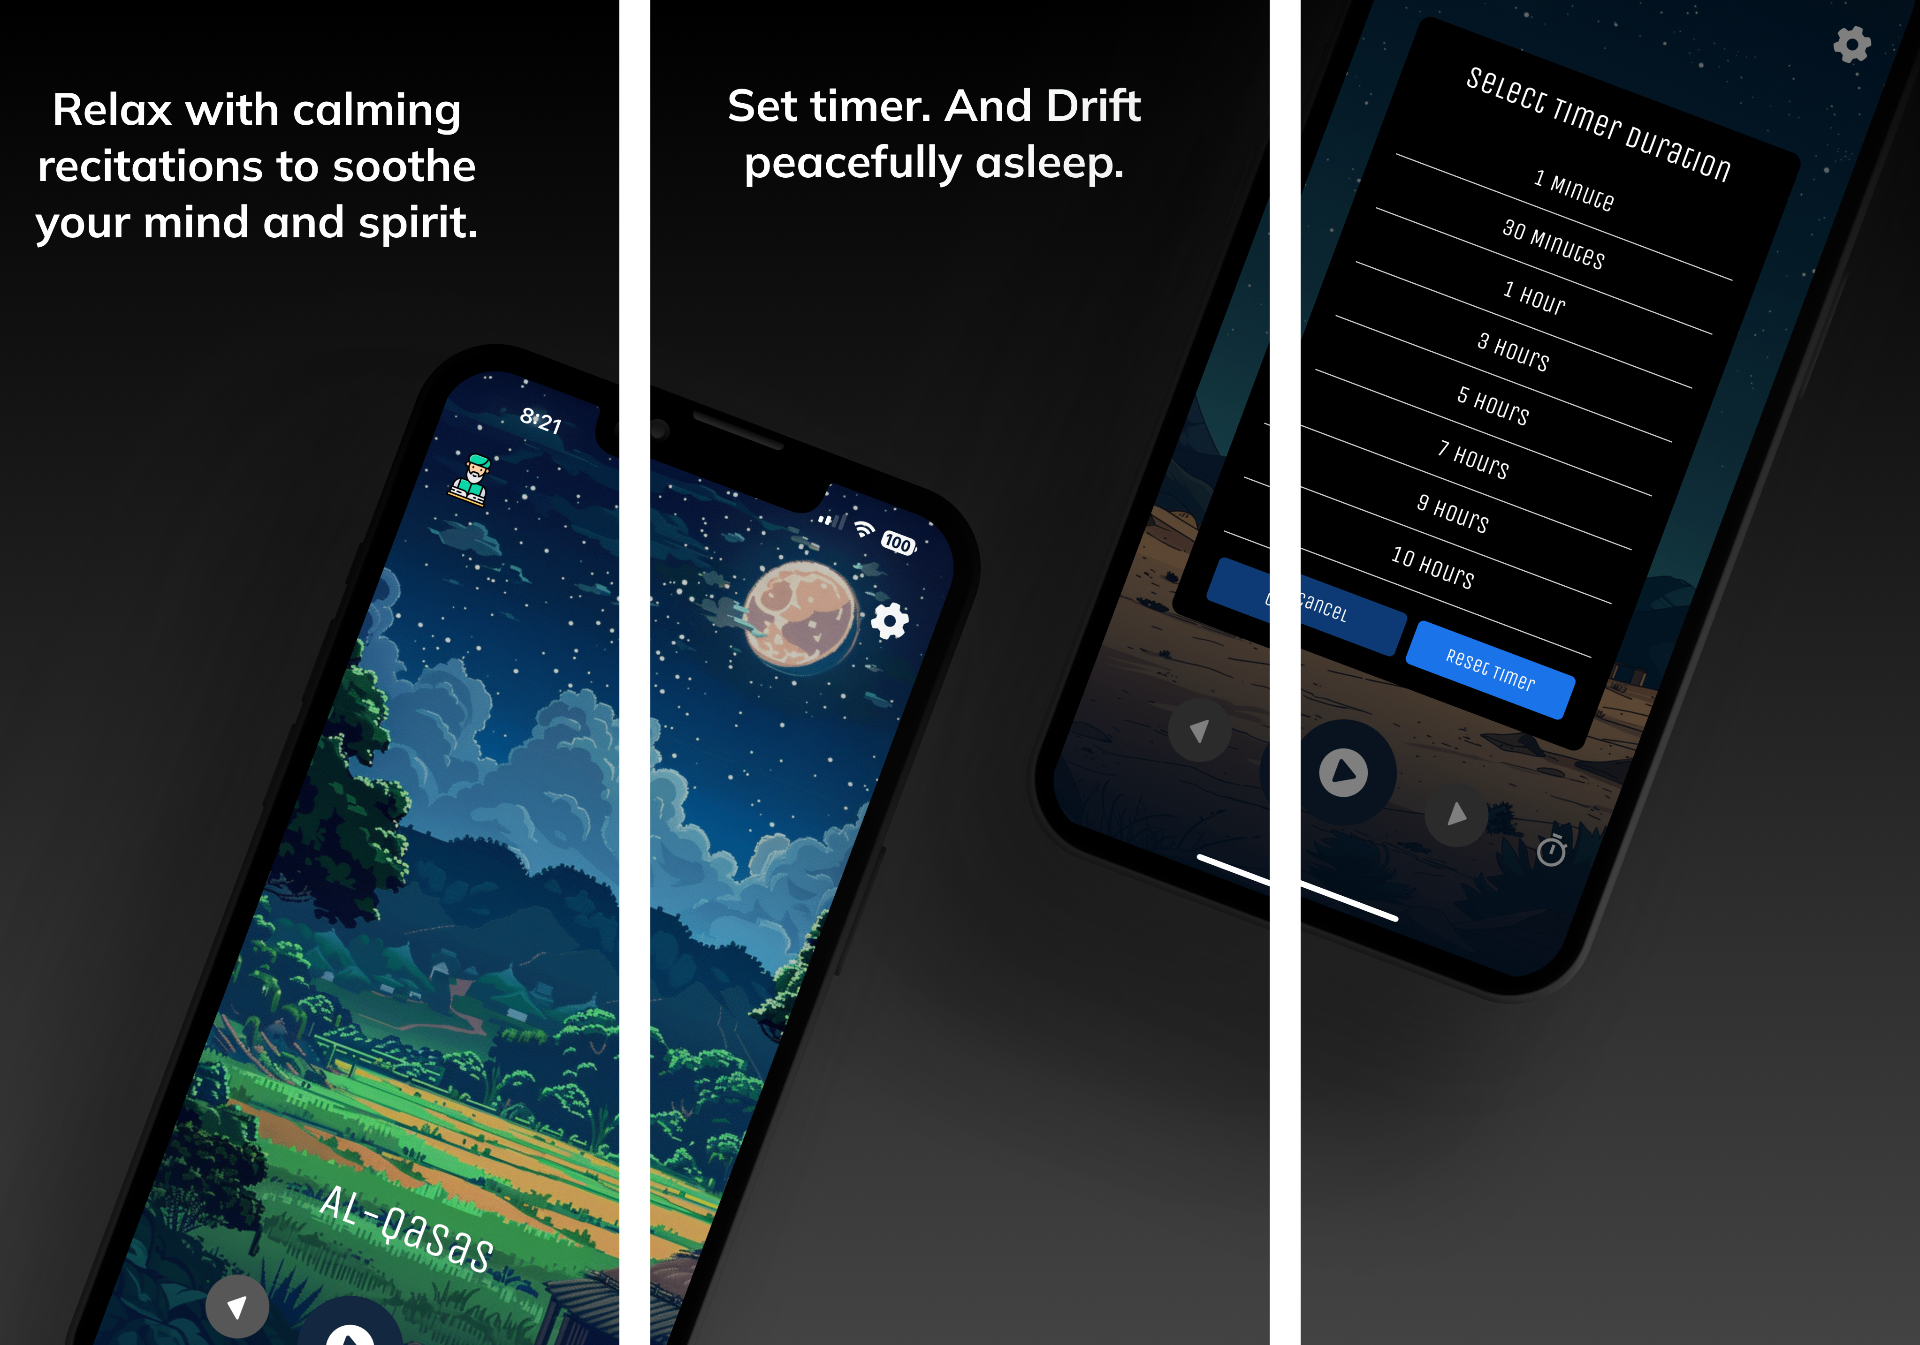 Relax with calming
recitations to soothe
your mind and spirit.
8:21
AL-Qasas
Set timer. And Drift
peacefully asleep.
100
Select Timer Duration
1 Minute
30 Minutes
1 Hour
3 Hours
5 Hours
7 Hours
9 Hours
10 Hours
Cancel
Reset Timer